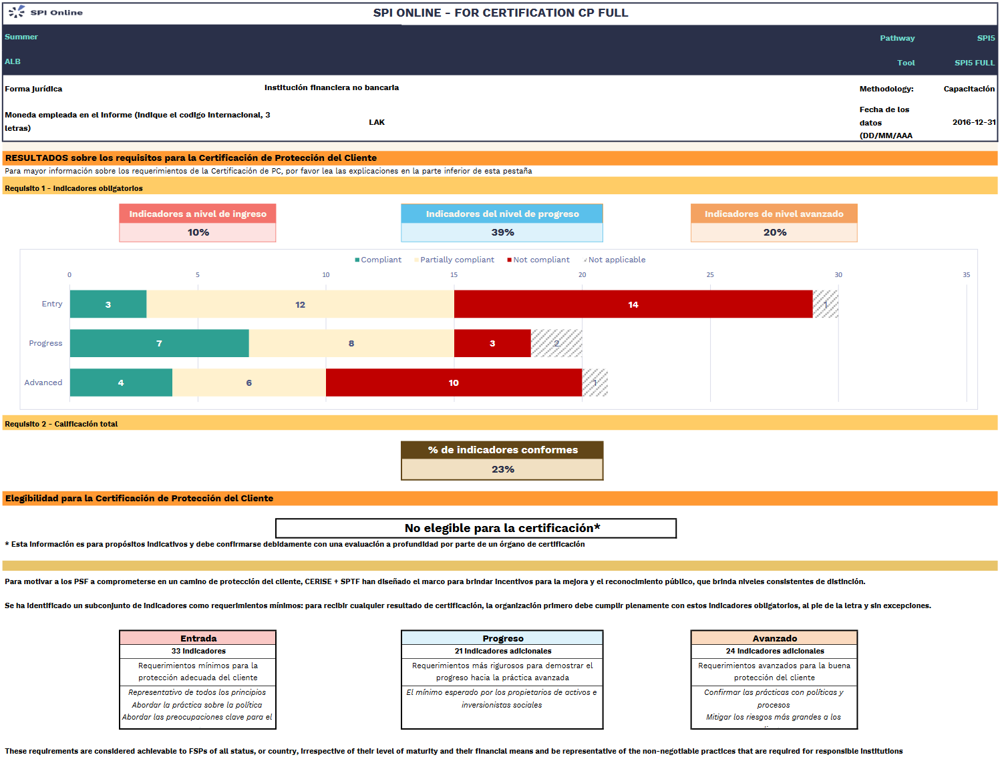 SPI Online
SPI ONLINE - FOR CERTIFICATION CP FULL
Summer
Pathway SPI5
ALB
Tool SPI5 FULL
Forma jurídica Institución financiera no bancaria Methodology: Capacitación
Moneda empleada en el informe (indique el codigo internacional, 3
letras) LAK
Fecha de los
datos 2016-12-31
(DD/MM/AAA
RESULTADOS sobre los requisitos para la Certificación de Protección del Cliente
Para mayor información sobre los requerimientos de la Certificación de PC, por favor lea las explicaciones en la parte inferior de esta pestaña
Requisito 1 - Indicadores obligatorios
Indicadores a nivel de ingreso Indicadores del nivel de progreso Indicadores de nivel avanzado
10% 39% 20%
Compliant Partially compliant Not compliant Not applicable
0 5 10 15 20 25 30 35
Entry 3 12 14 1
Progress 7 8 3 2
Advanced 4 6 10 1
Requisito 2 - Calificación total
% de indicadores conformes
23%
Elegibilidad para la Certificación de Protección del Cliente
No elegible para la certificación*
* Esta información es para propósitos indicativos y debe confirmarse debidamente con una evaluación a profundidad por parte de un órgano de certificación
Para motivar a los PSF a comprometerse en un camino de protección del cliente, CERISE + SPTF han diseñado el marco para brindar incentivos para la mejora y el reconocimiento público, que brinda niveles consistentes de distinción.
Se ha identificado un subconjunto de indicadores como requerimientos mínimos: para recibir cualquier resultado de certificación, la organización primero debe cumplir plenamente con estos indicadores obligatorios, al pie de la letra y sin excepciones.
Entrada
33 indicadores
Requerimientos mínimos para la
protección adecuada del cliente
Representativo de todos los principios
Abordar la práctica sobre la política
Abordar las preocupaciones clave para el
Progreso
21 indicadores adicionales
Requerimientos más rigurosos para demostrar el
progreso hacia la práctica avanzada
El mínimo esperado por los propietarios de activos e
inversionistas sociales
Avanzado
24 indicadores adicionales
Requerimientos avanzados para la buena
protección del cliente
Confirmar las prácticas con políticas y
procesos
Mitigar los riesgos más grandes a los
These requirements are considered achievable to FSPs of all status, or country, irrespective of their level of maturity and their financial means and be representative of the non-negotiable practices that are required for responsible institutions